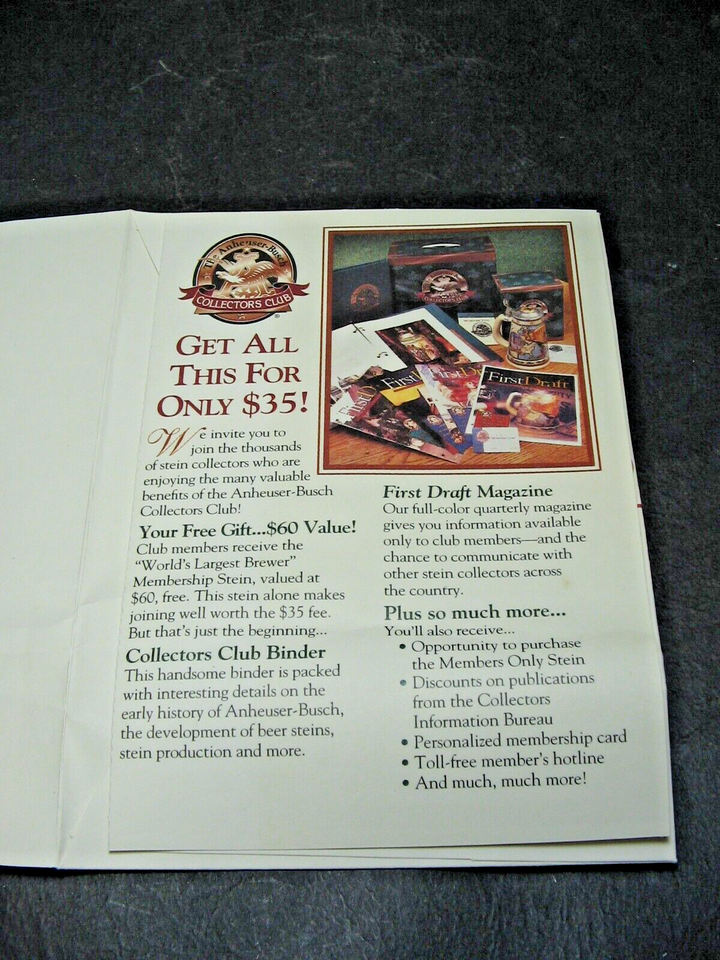 The Anheuser-Busch
COLLECTORS CLUB
GET ALL
THIS FOR
ONLY $35!
We invite you to
join the thousands
of stein collectors who are
enjoying the many valuable
benefits of the Anheuser-Busch
Collectors Club!
Your Free Gift...$60 Value!
Club members receive the
“World’s Largest Brewer”
Membership Stein, valued at
$60, free. This stein alone makes
joining well worth the $35 fee.
But that’s just the beginning...
Collectors Club Binder
This handsome binder is packed
with interesting details on the
early history of Anheuser-Busch,
the development of beer steins,
stein production and more.
COLLECTORS CLUB
First
First Draft
First Draft Magazine
Our full-color quarterly magazine
gives you information available
only to club members—and the
chance to communicate with
other stein collectors across
the country.
Plus so much more...
You’ll also receive...
• Opportunity to purchase
the Members Only Stein
• Discounts on publications
from the Collectors
Information Bureau
• Personalized membership card
• Toll-free member’s hotline
• And much, much more!